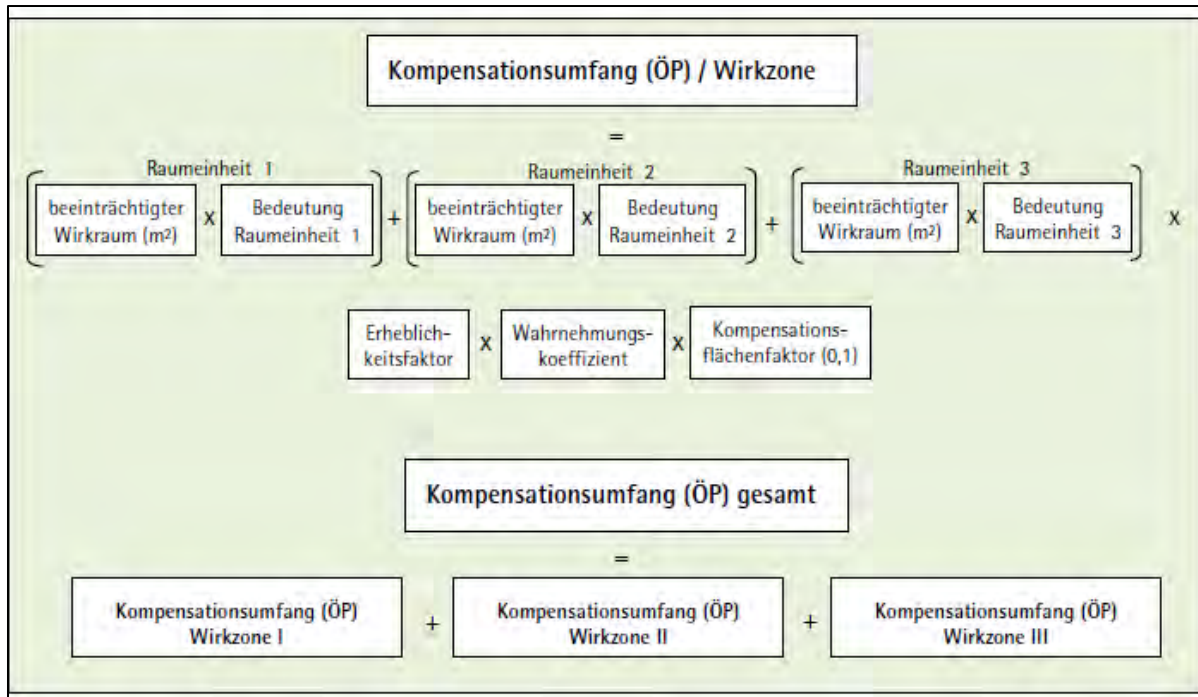 Kompensationsumfang (ÖP) / Wirkzone
=
Raumeinheit 1
beeinträchtigter
Wirkraum (m²)
x
Bedeutung
Raumeinheit 1
+
Raumeinheit 2
beeinträchtigter
Wirkraum (m²)
x
Bedeutung
Raumeinheit 2
+
Raumeinheit 3
beeinträchtigter
Wirkraum (m²)
x
Bedeutung
Raumeinheit 3
x
Erheblich-
keitsfaktor
x
Wahrnehmungs-
koeffizient
x
Kompensations-
flächenfaktor (0,1)
Kompensationsumfang (ÖP) gesamt
=
Kompensationsumfang (ÖP)
Wirkzone I
+
Kompensationsumfang (ÖP)
Wirkzone II
+
Kompensationsumfang (ÖP)
Wirkzone III